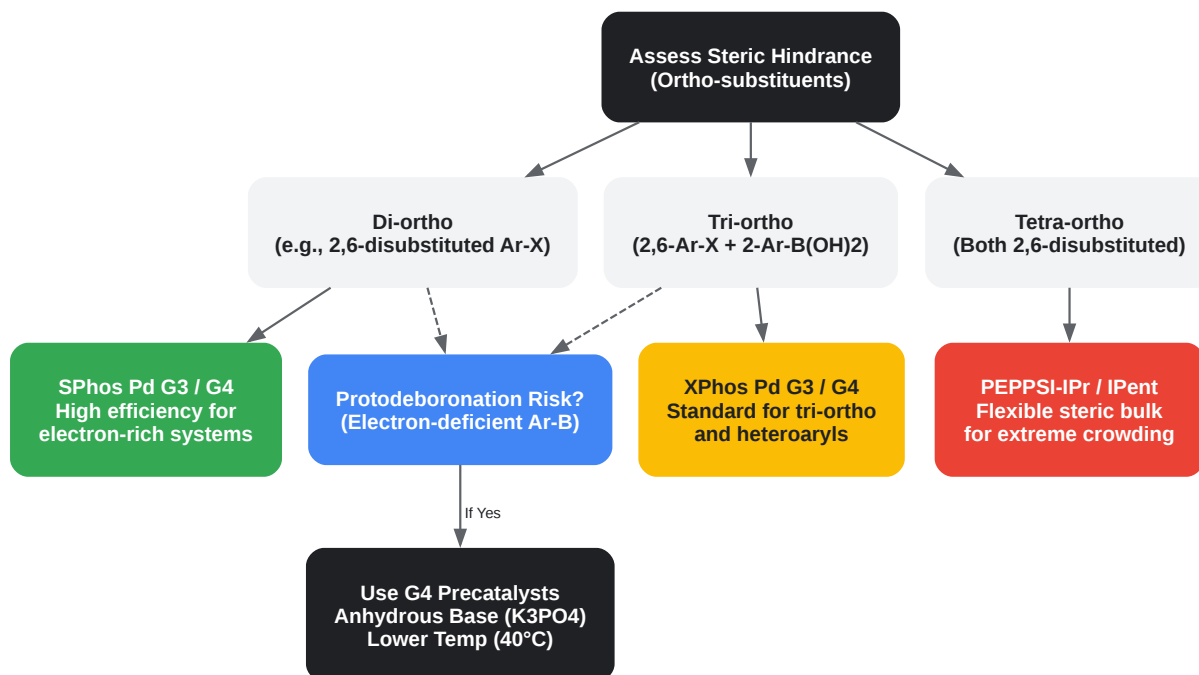 Assess Steric Hindrance
(Ortho-substituents)
Di-ortho
(e.g., 2,6-disubstituted Ar-X)
Tri-ortho
(2,6-Ar-X + 2-Ar-B(OH)2)
Tetra-ortho
(Both 2,6-disubstituted)
SPhos Pd G3 / G4
High efficiency for
electron-rich systems
Protodeboronation Risk?
(Electron-deficient Ar-B)
XPhos Pd G3 / G4
Standard for tri-ortho
and heteroaryls
PEPPSI-IPr / IPent
Flexible steric bulk
for extreme crowding
If Yes
Use G4 Precatalysts
Anhydrous Base (K3PO4)
Lower Temp (40°C)